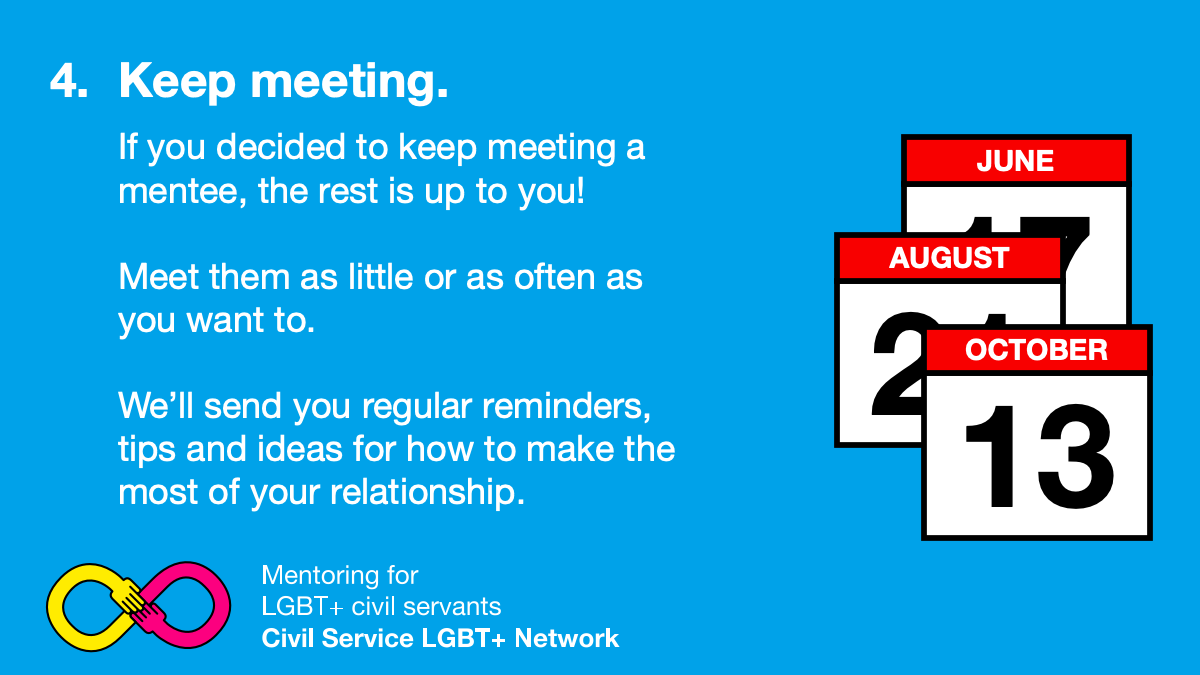 4. Keep meeting.
If you decided to keep meeting a
mentee, the rest is up to you!
Meet them as little or as often as
you want to.
We'll send you regular reminders,
tips and ideas for how to make the
most of your relationship.
JUNE
17
AUGUST
21
OCTOBER
13
Mentoring for
LGBT+ civil servants
Civil Service LGBT+ Network